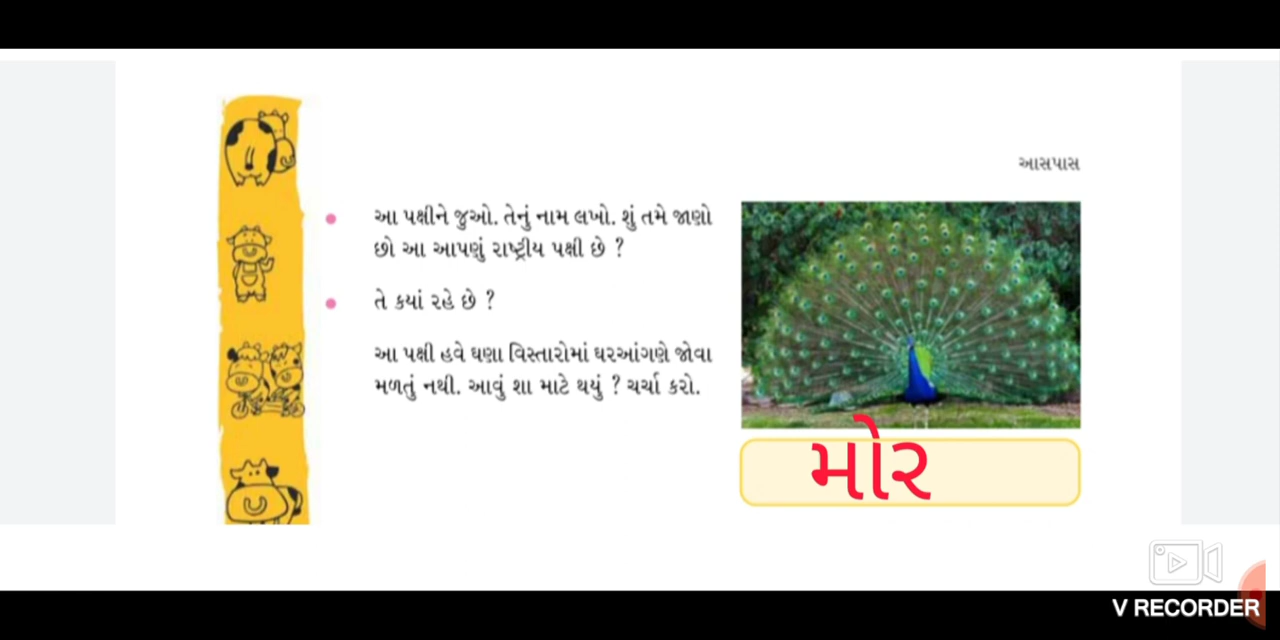 આસપાસ
આ પક્ષીને જુઓ. તેનું નામ લખો. શું તમે જાણો
છો આ આપણું રાષ્ટ્રીય પક્ષી છે ?
તે કયાં રહે છે ?
આ પક્ષી હવે ઘણા વિસ્તારોમાં ઘરઆંગણે જોવા
મળતું નથી. આવું શા માટે થયું ? ચર્ચા કરો.
મોર
V RECORDER